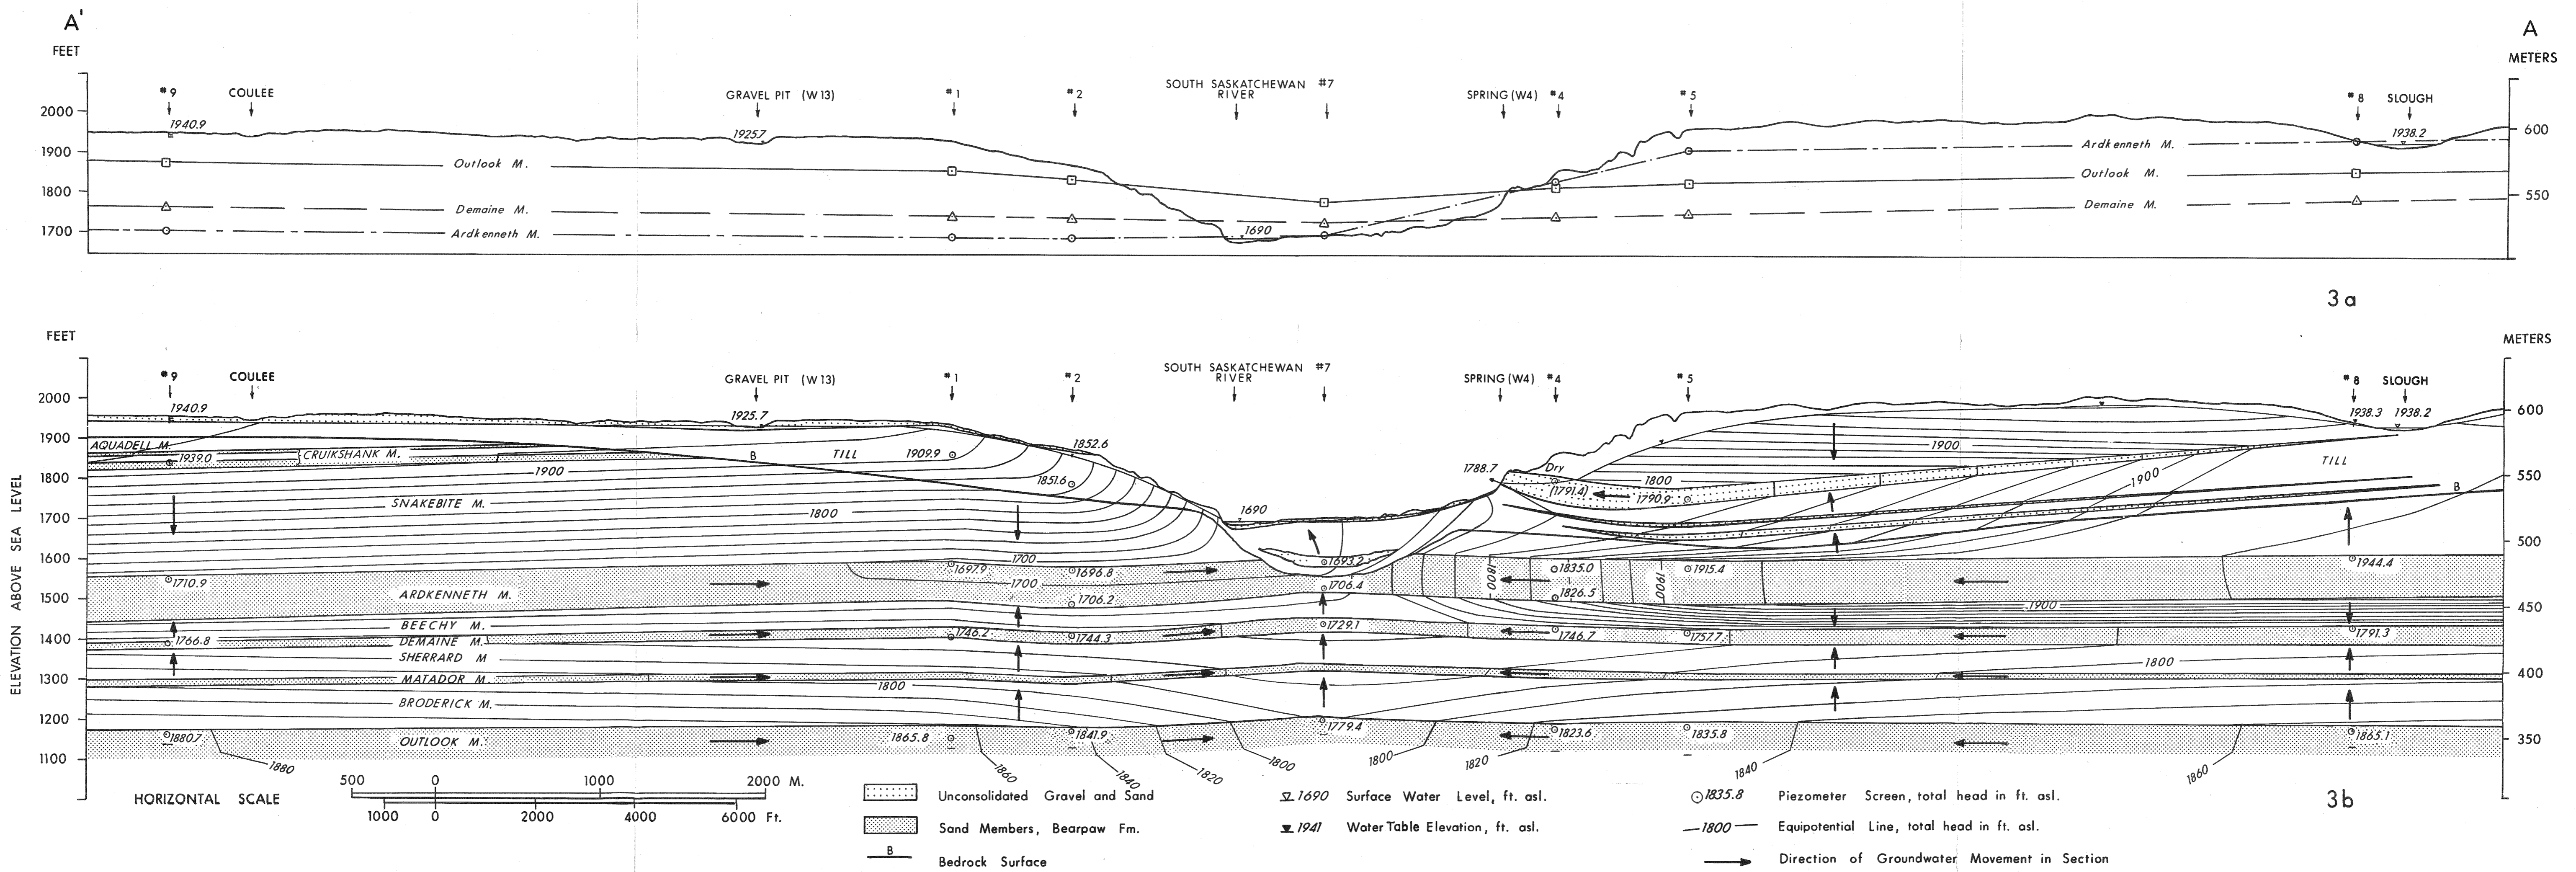 A' A
FEET METERS
#9 COULEE GRAVEL PIT (W13) #1 #2 SOUTH SASKATCHEWAN RIVER #7 SPRING (W4) #4 #5 #8 SLOUGH
2000
1900
1800
1700
600
550
1940.9
1925.7
1690
1938.2
Outlook M.
Demaine M.
Ardkenneth M.
Ardkenneth M.
Outlook M.
Demaine M.
3a
FEET METERS
#9 COULEE GRAVEL PIT (W13) #1 #2 SOUTH SASKATCHEWAN RIVER #7 SPRING (W4) #4 #5 #8 SLOUGH
ELEVATION ABOVE SEA LEVEL
2000
1900
1800
1700
1600
1500
1400
1300
1200
1100
600
550
500
450
400
350
1940.9
1925.7
1852.6
1938.3 1938.2
AQUADELL M.
1939.0 CRUIKSHANK M. B TILL 1909.9
1900
1851.6
SNAKEBITE M.
1800
1690
1788.7
Dry
(1791.4)
1790.9
1800
1900
1900
TILL
B
1700
1697.9
1696.8
1693.2
1710.9
1700
1706.4
ARDKENNETH M.
1706.2
1800
1835.0
1826.5
1900
1915.4
1944.4
1900
BEECHY M.
1766.8
DEMAINE M.
1746.2
1744.3
1729.1
1746.7
1757.7
1791.3
SHERRARD M
1800
MATADOR M.
1800
BRODERICK M.
1880.7
OUTLOOK M.
1865.8
1841.9
1779.4
1823.6
1835.8
1865.1
1880
1860
1840
1820
1800
1800
1820
1840
1860
HORIZONTAL SCALE
500 0 1000 2000 M.
1000 0 2000 4000 6000 Ft.
Unconsolidated Gravel and Sand
Sand Members, Bearpaw Fm.
B
Bedrock Surface
1690 Surface Water Level, ft. asl.
1941 Water Table Elevation, ft. asl.
1835.8 Piezometer Screen, total head in ft. asl.
1800 Equipotential Line, total head in ft. asl.
Direction of Groundwater Movement in Section
3b